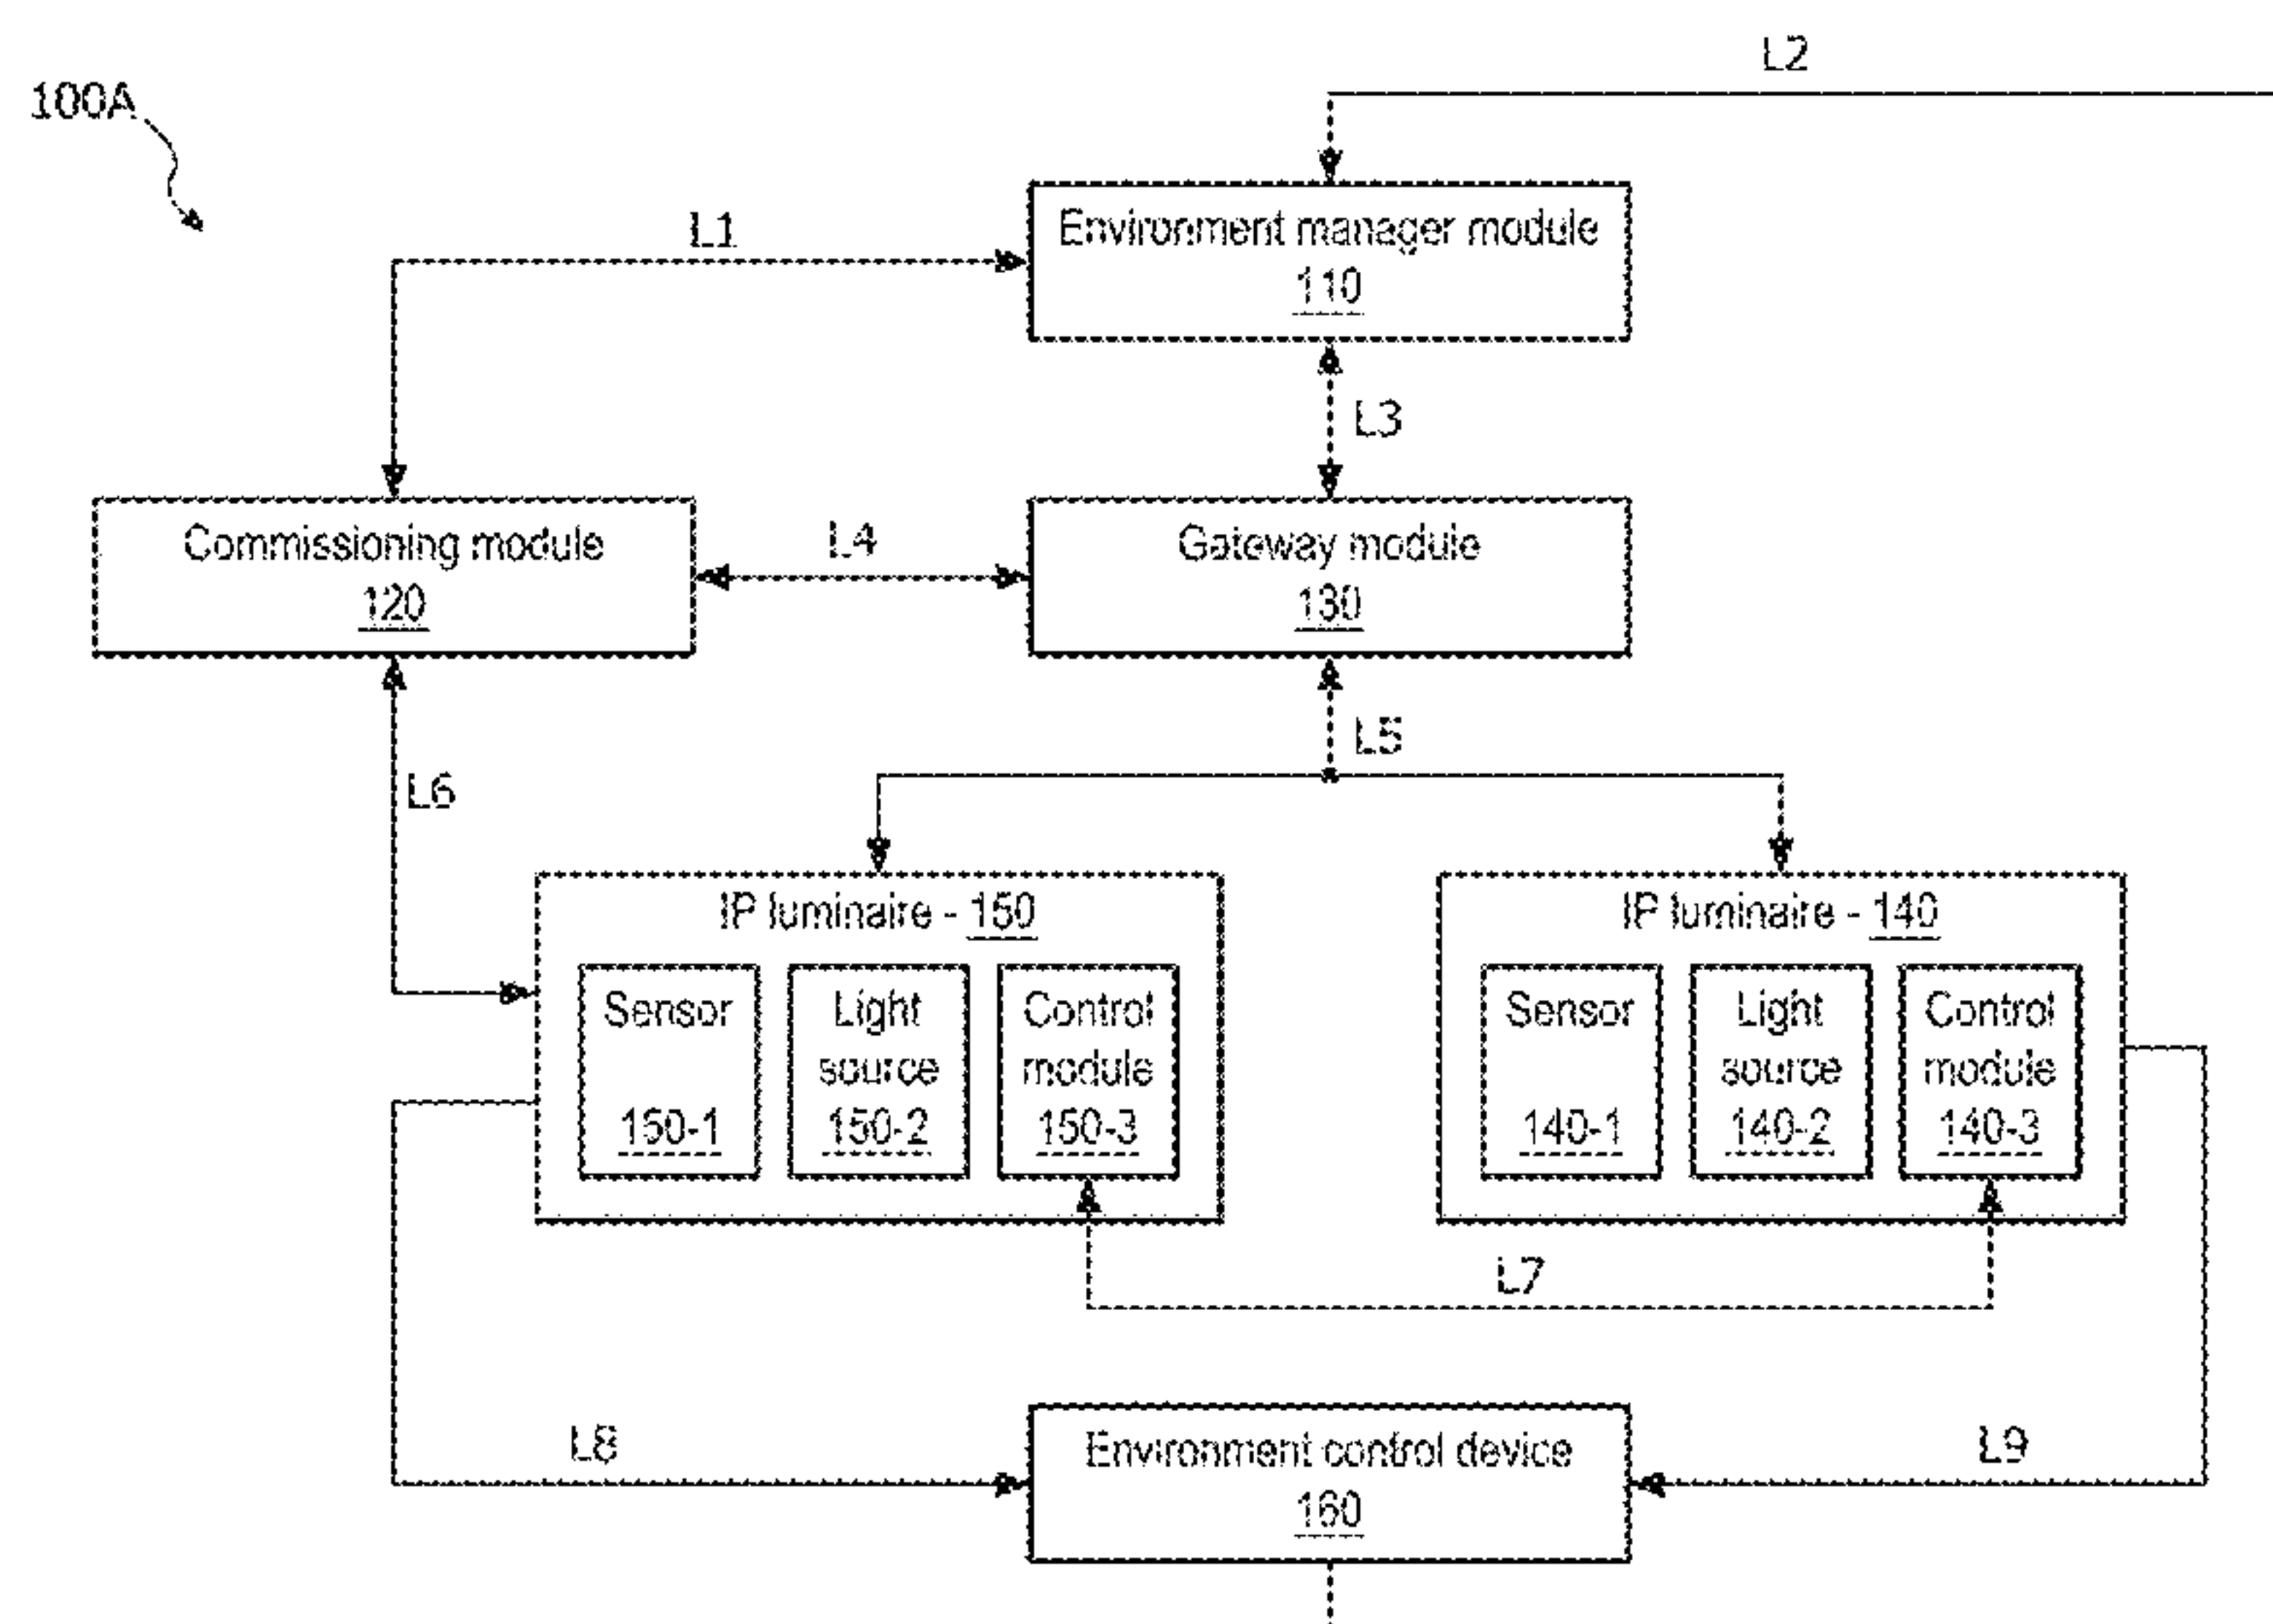 L2
100A
L1
Environment manager module
110
L3
Commissioning module
120
L4
Gateway module
130
L5
L6
IP luminaire - 150
Sensor
150-1
Light
source
150-2
Control
module
150-3
IP luminaire - 140
Sensor
140-1
Light
source
140-2
Control
module
140-3
L7
L8
Environment control device
160
L9